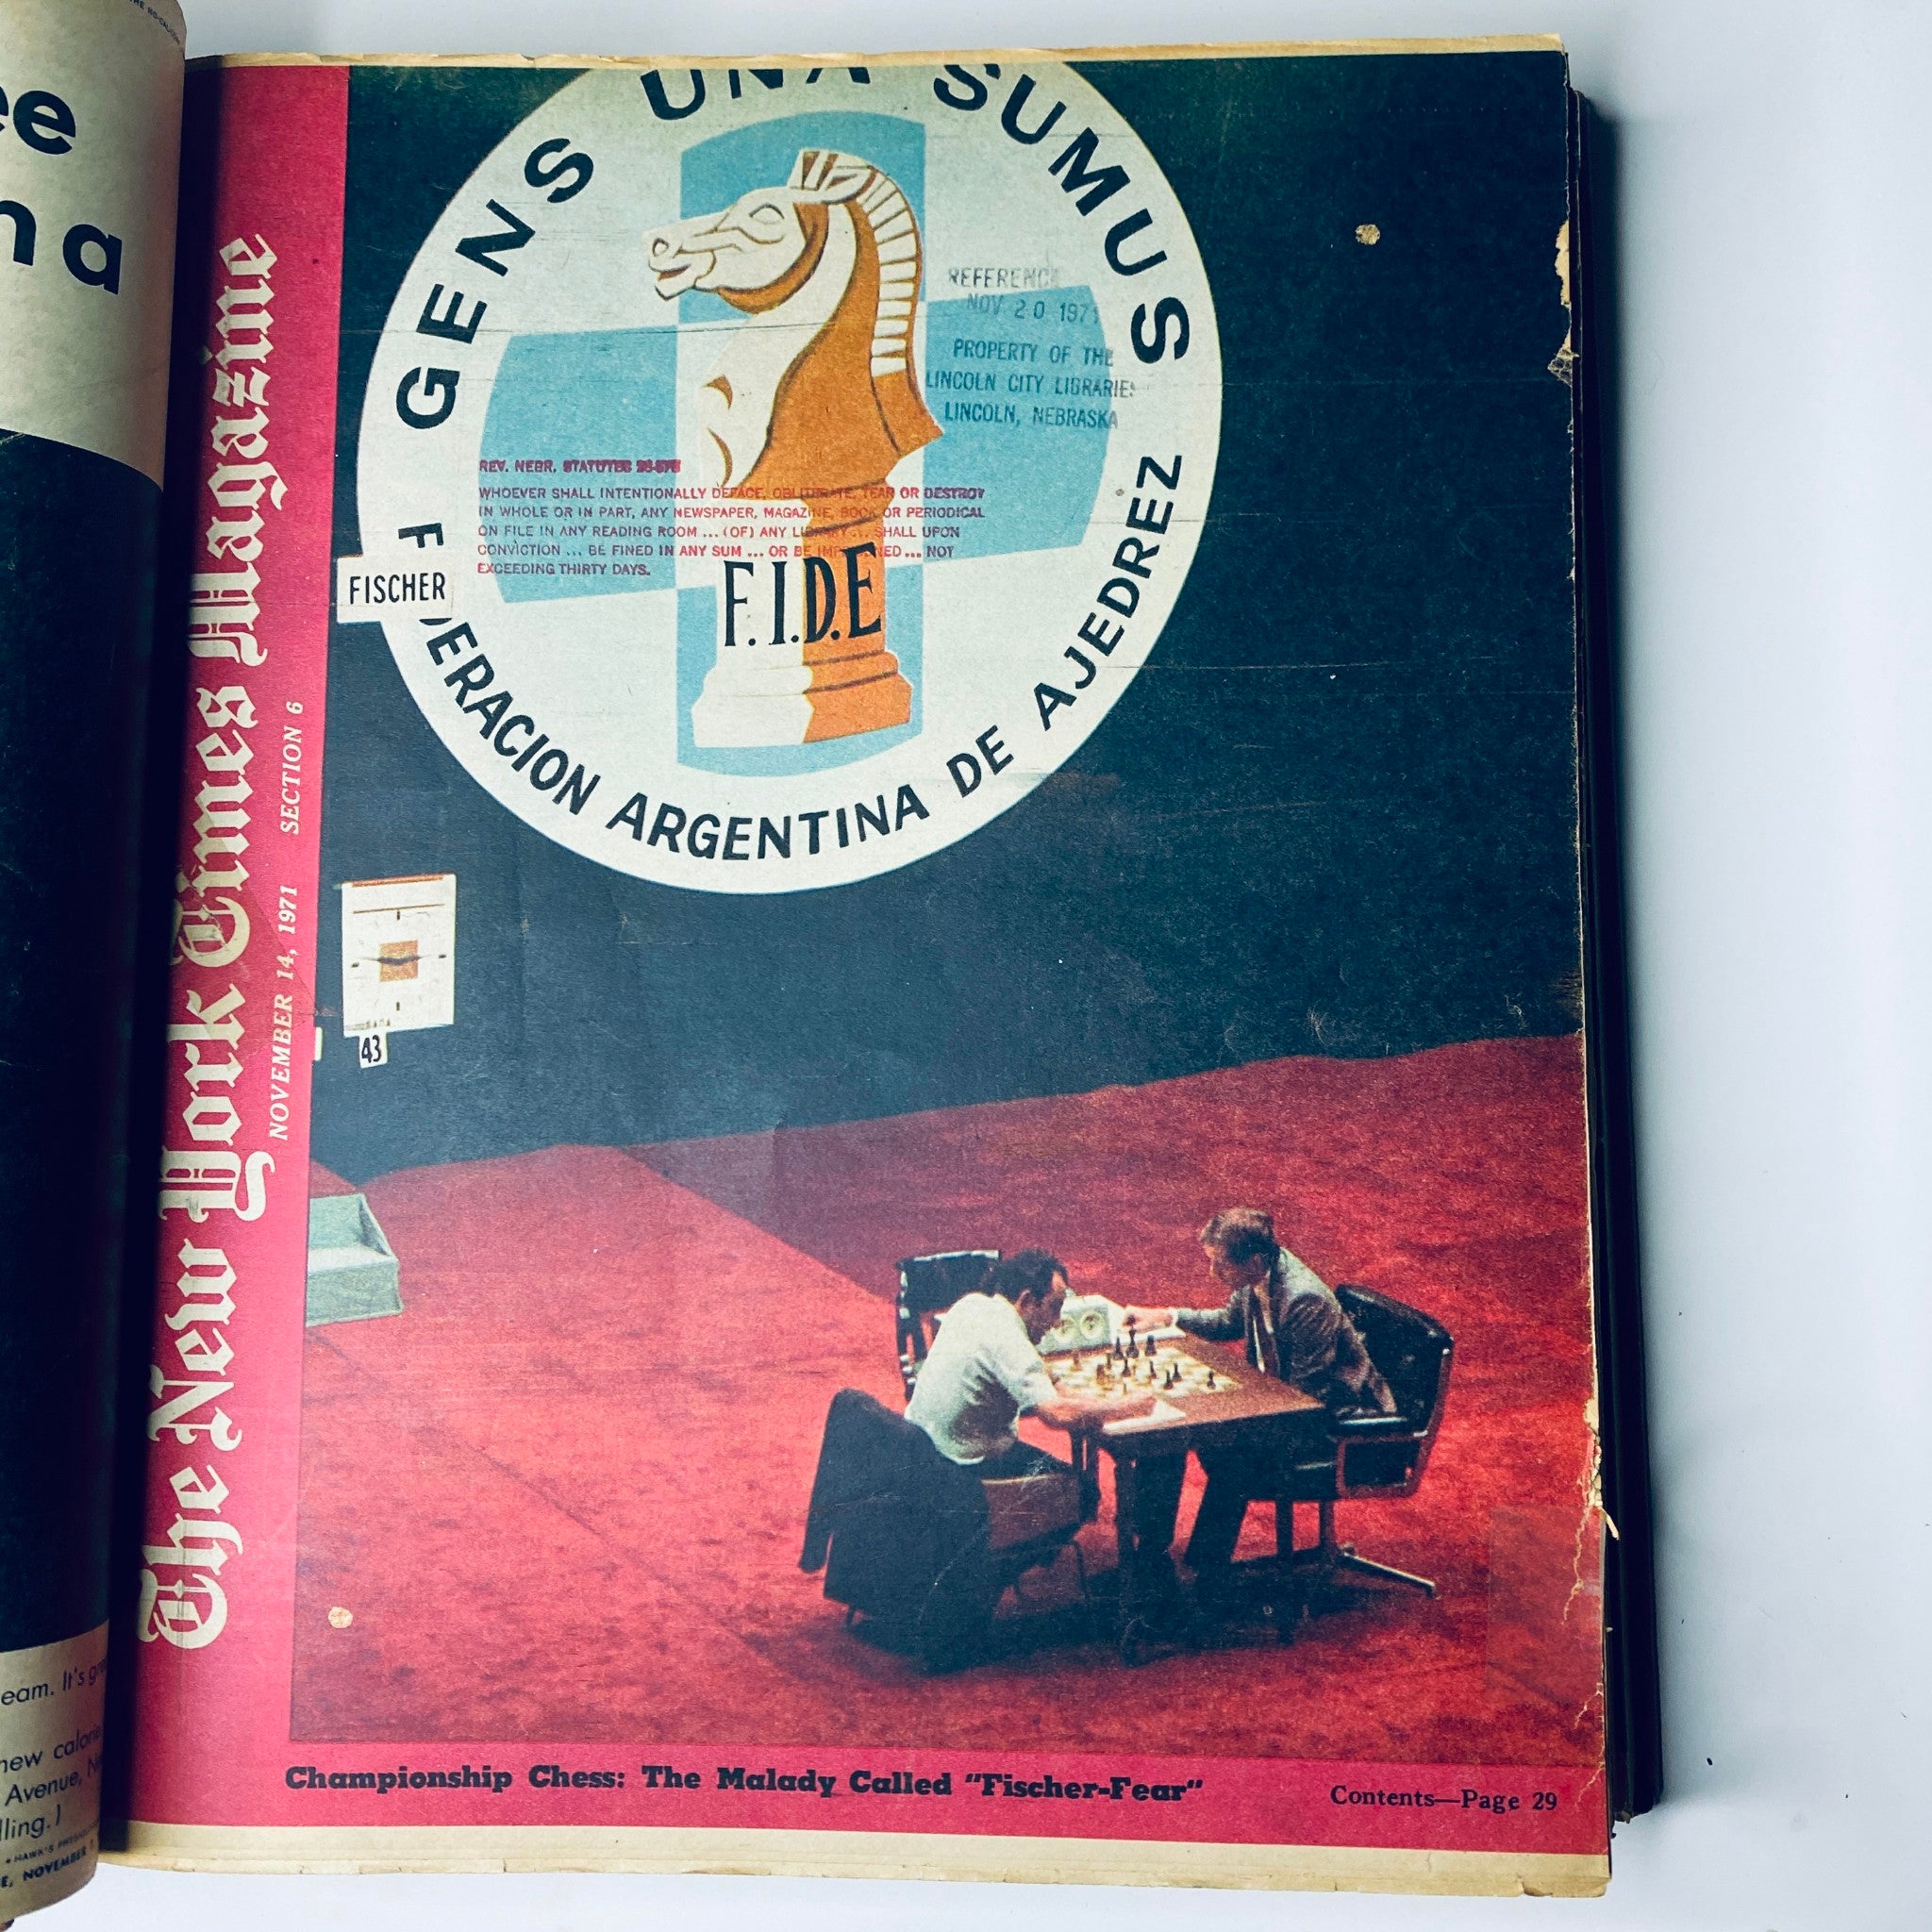 ee
na
eam. It's
new
Avenue,
lling.)
NOVEMBER
The New York Times Magazine
NOVEMBER 14, 1971 SECTION 6
GENS UNA SUMUS
REFERENCE
NOV 20 1971
PROPERTY OF THE
LINCOLN CITY LIBRARIES
LINCOLN, NEBRASKA
REV. NEBR. STATUTES
WHOEVER SHALL INTENTIONALLY DEFACE, OBLITERATE, TEAR OR DESTROY
IN WHOLE OR IN PART, ANY NEWSPAPER, MAGAZINE, BOOK OR PERIODICAL
ON FILE IN ANY READING ROOM ... (OF) ANY LIBRARY ... SHALL UPON
CONVICTION ... BE FINED IN ANY SUM ... OR BE IMPRISONED ... NOT
EXCEEDING THIRTY DAYS.
F.I.D.E
FISCHER
F DERACION ARGENTINA DE AJEDREZ
43
Championship Chess: The Malady Called "Fischer-Fear"
Contents—Page 29